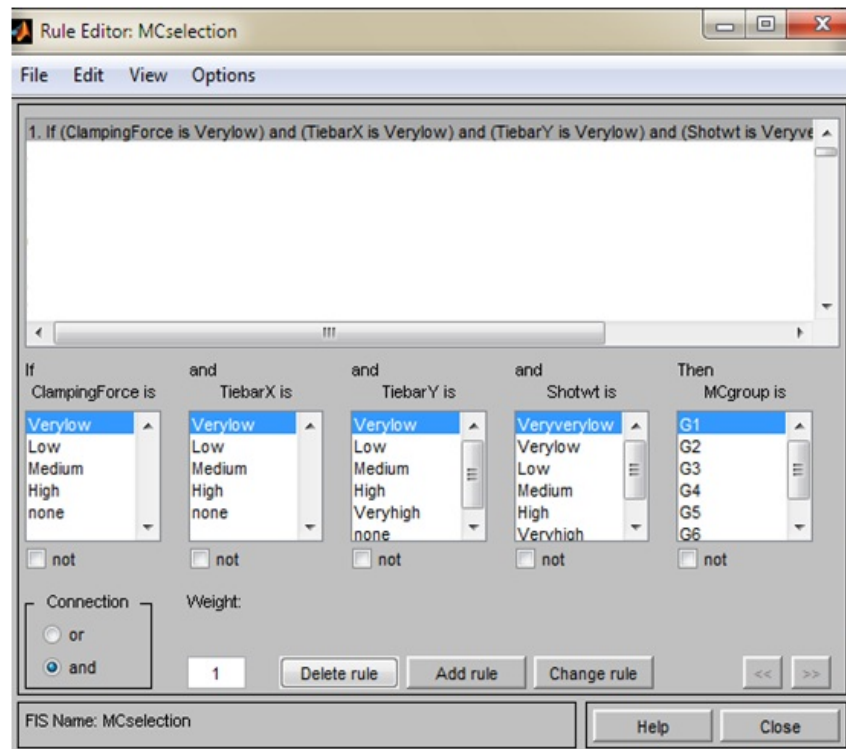 Rule Editor: MCselection
File Edit View Options
1. If (ClampingForce is Verylow) and (TiebarX is Verylow) and (TiebarY is Verylow) and (Shotwt is Veryve
If and and and Then
ClampingForce is TiebarX is TiebarY is Shotwt is MCgroup is
Verylow Verylow Verylow Veryverylow G1
Low Low Low Verylow G2
Medium Medium Medium Low G3
High High High Medium G4
none none Veryhigh High G5
none Veryhigh G6
not not not not not
Connection Weight:
or
and 1 Delete rule Add rule Change rule << >>
FIS Name: MCselection Help Close